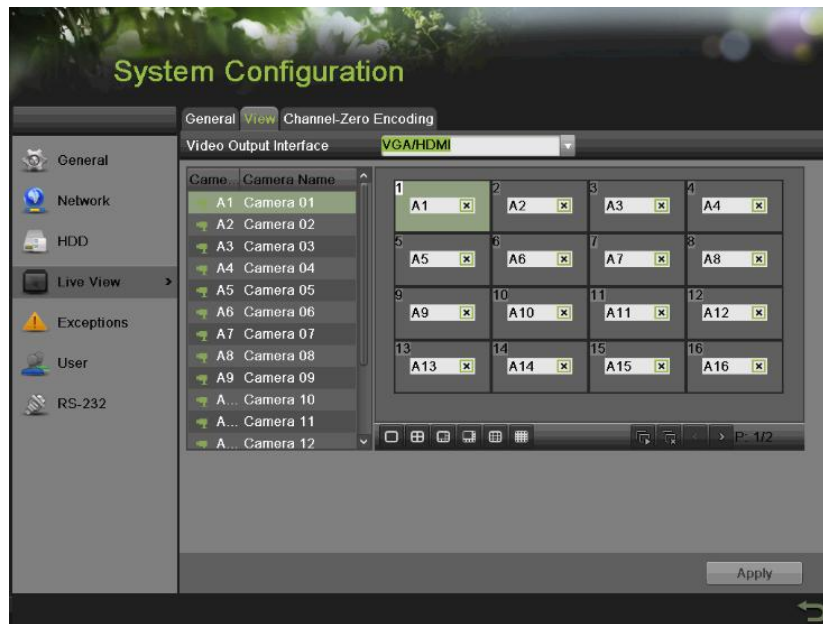 System Configuration
General View Channel-Zero Encoding
Video Output Interface VGA/HDMI
General
Network
HDD
Live View
Exceptions
User
RS-232
Came... Camera Name
A1 Camera 01
A2 Camera 02
A3 Camera 03
A4 Camera 04
A5 Camera 05
A6 Camera 06
A7 Camera 07
A8 Camera 08
A9 Camera 09
A... Camera 10
A... Camera 11
A... Camera 12
1 2 3 4
A1 A2 A3 A4
5 6 7 8
A5 A6 A7 A8
9 10 11 12
A9 A10 A11 A12
13 14 15 16
A13 A14 A15 A16
P: 1/2
Apply